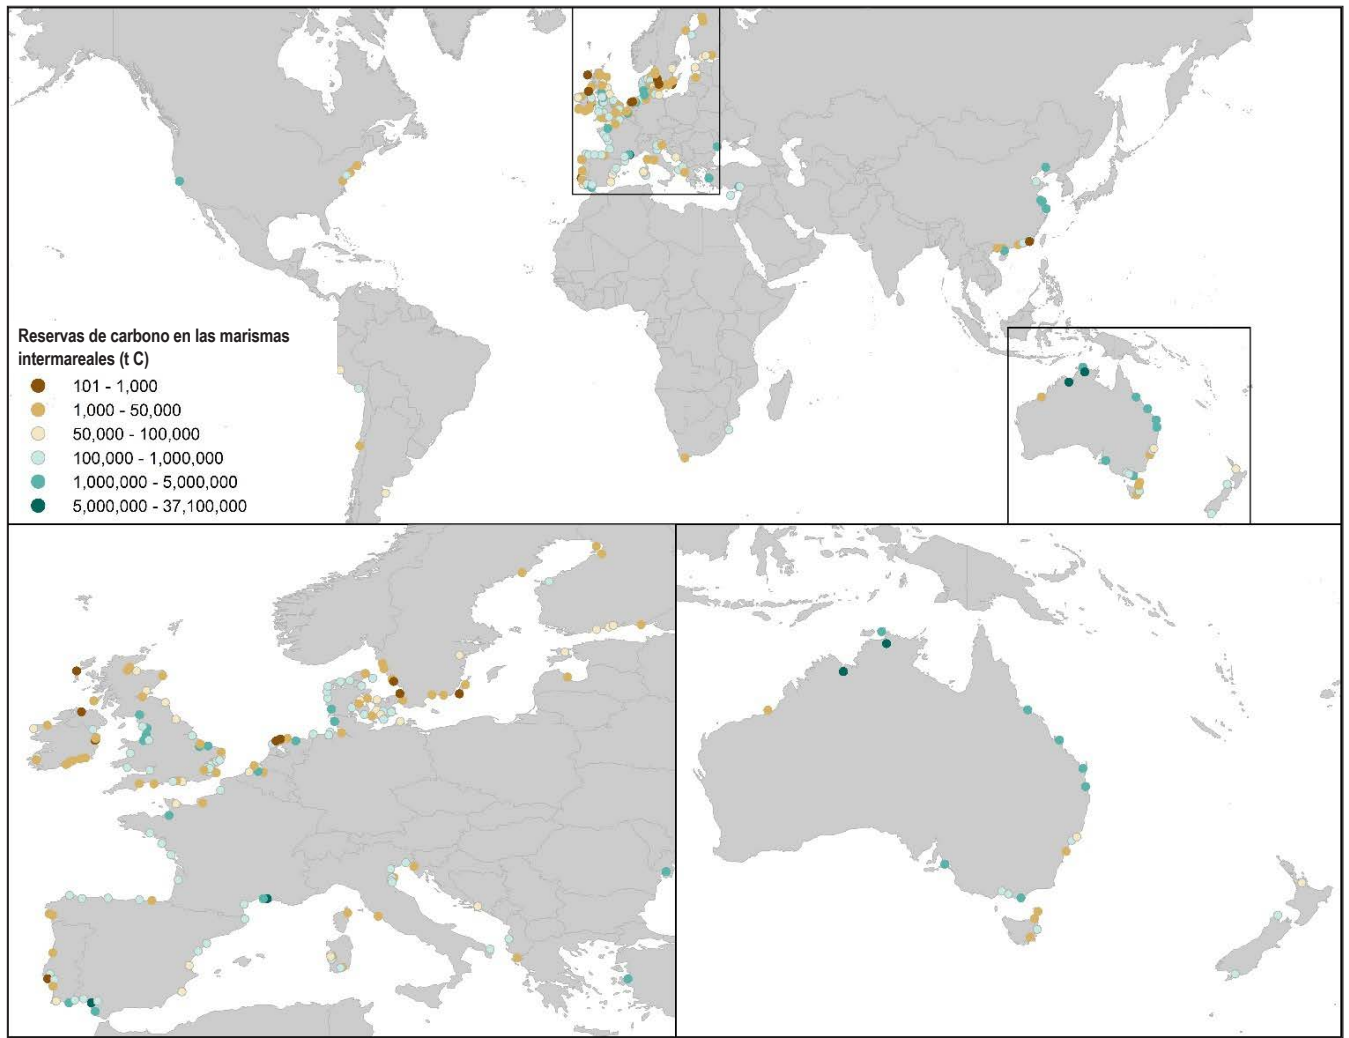 Reservas de carbono en las marismas
intermareales (t C)
101 - 1,000
1,000 - 50,000
50,000 - 100,000
100,000 - 1,000,000
1,000,000 - 5,000,000
5,000,000 - 37,100,000